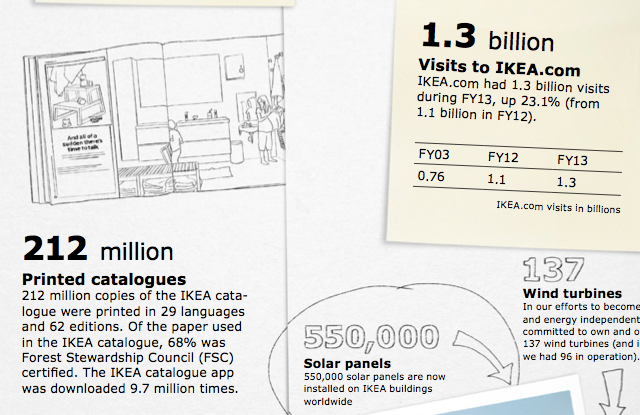 And all of a
sudden there's
time to talk.
212 million
Printed catalogues
212 million copies of the IKEA cata-
logue were printed in 29 languages
and 62 editions. Of the paper used
in the IKEA catalogue, 68% was
Forest Stewardship Council (FSC)
certified. The IKEA catalogue app
was downloaded 9.7 million times.
1.3 billion
Visits to IKEA.com
IKEA.com had 1.3 billion visits
during FY13, up 23.1% (from
1.1 billion in FY12).
FY03 FY12 FY13
0.76 1.1 1.3
IKEA.com visits in billions
550,000
Solar panels
550,000 solar panels are now
installed on IKEA buildings
worldwide
137
Wind turbines
In our efforts to become
and energy independent
committed to own and o
137 wind turbines (and i
we had 96 in operation).